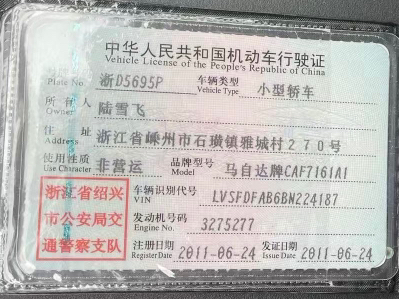 中华人民共和国机动车行驶证
Vehicle License of the People's Republic of China
Plate No. 浙D5695P 车辆类型 Vehicle Type 小型轿车
所有人 Owner 陆雪飞
住址 Address 浙江省嵊州市石璜镇雅城村270号
使用性质 Use Character 非营运 品牌型号 Model 马自达牌CAF7161A1
浙江省绍兴市公安局交通警察支队
车辆识别代号 VIN LVSFDFAB6BN224187
发动机号码 Engine No. 3275277
注册日期 Register Date 2011-06-24 发证日期 Issue Date 2011-06-24